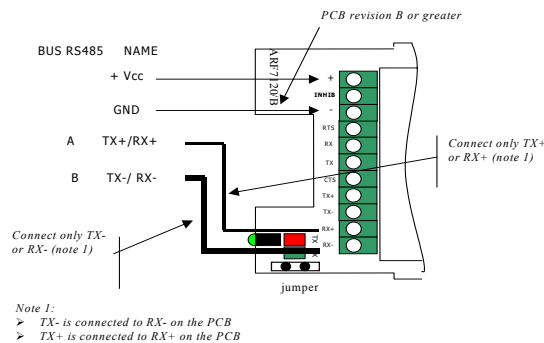 PCB revision B or greater
BUS RS485 NAME
ARF7120/B
+ Vcc
+
INHIB
GND
-
RTS
A TX+/RX+
RX
Connect only TX+
or RX+ (note 1)
TX
B TX-/ RX-
CTS
TX+
TX-
Connect only TX-
or RX- (note 1)
RX+
TX
RX-
jumper
Note 1:
➤ TX- is connected to RX- on the PCB
➤ TX+ is connected to RX+ on the PCB